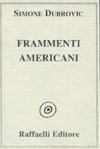 SIMONE DUBROVIC
FRAMMENTI
AMERICANI
Raffaelli Editore